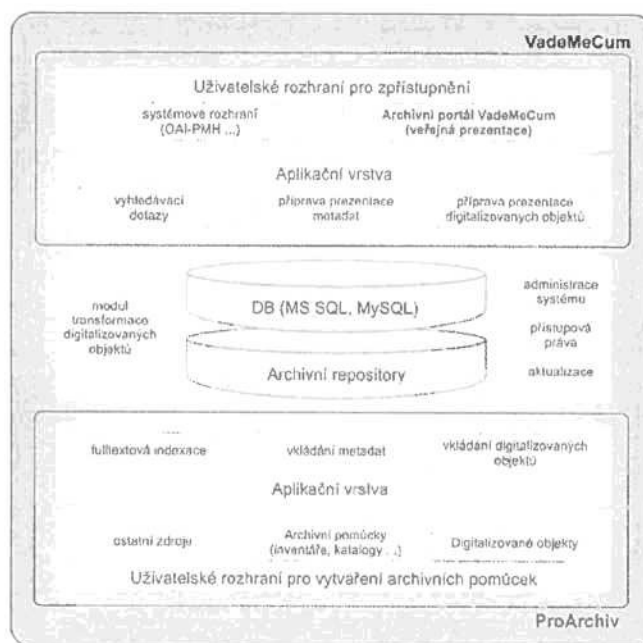 VadeMeCum
Uživatelské rozhraní pro zpřístupnění
systémové rozhraní
(OAI-PMH ...)
Archivní portál VadeMeCum
(veřejná prezentace)
Aplikační vrstva
vyhledávací
dotazy
příprava prezentace
metadat
příprava prezentace
digitalizovaných objektů
modul
transformace
digitalizovaných
objektů
DB (MS SQL, MySQL)
Archivní repository
administrace
systému
přístupová
práva
aktualizace
fulltextová indexace
vkládání metadat
vkládání digitalizovaných
objektů
Aplikační vrstva
ostatní zdroje
Archivní pomůcky
(inventáře, katalogy ...)
Digitalizované objekty
Uživatelské rozhraní pro vytváření archivních pomůcek
ProArchiv